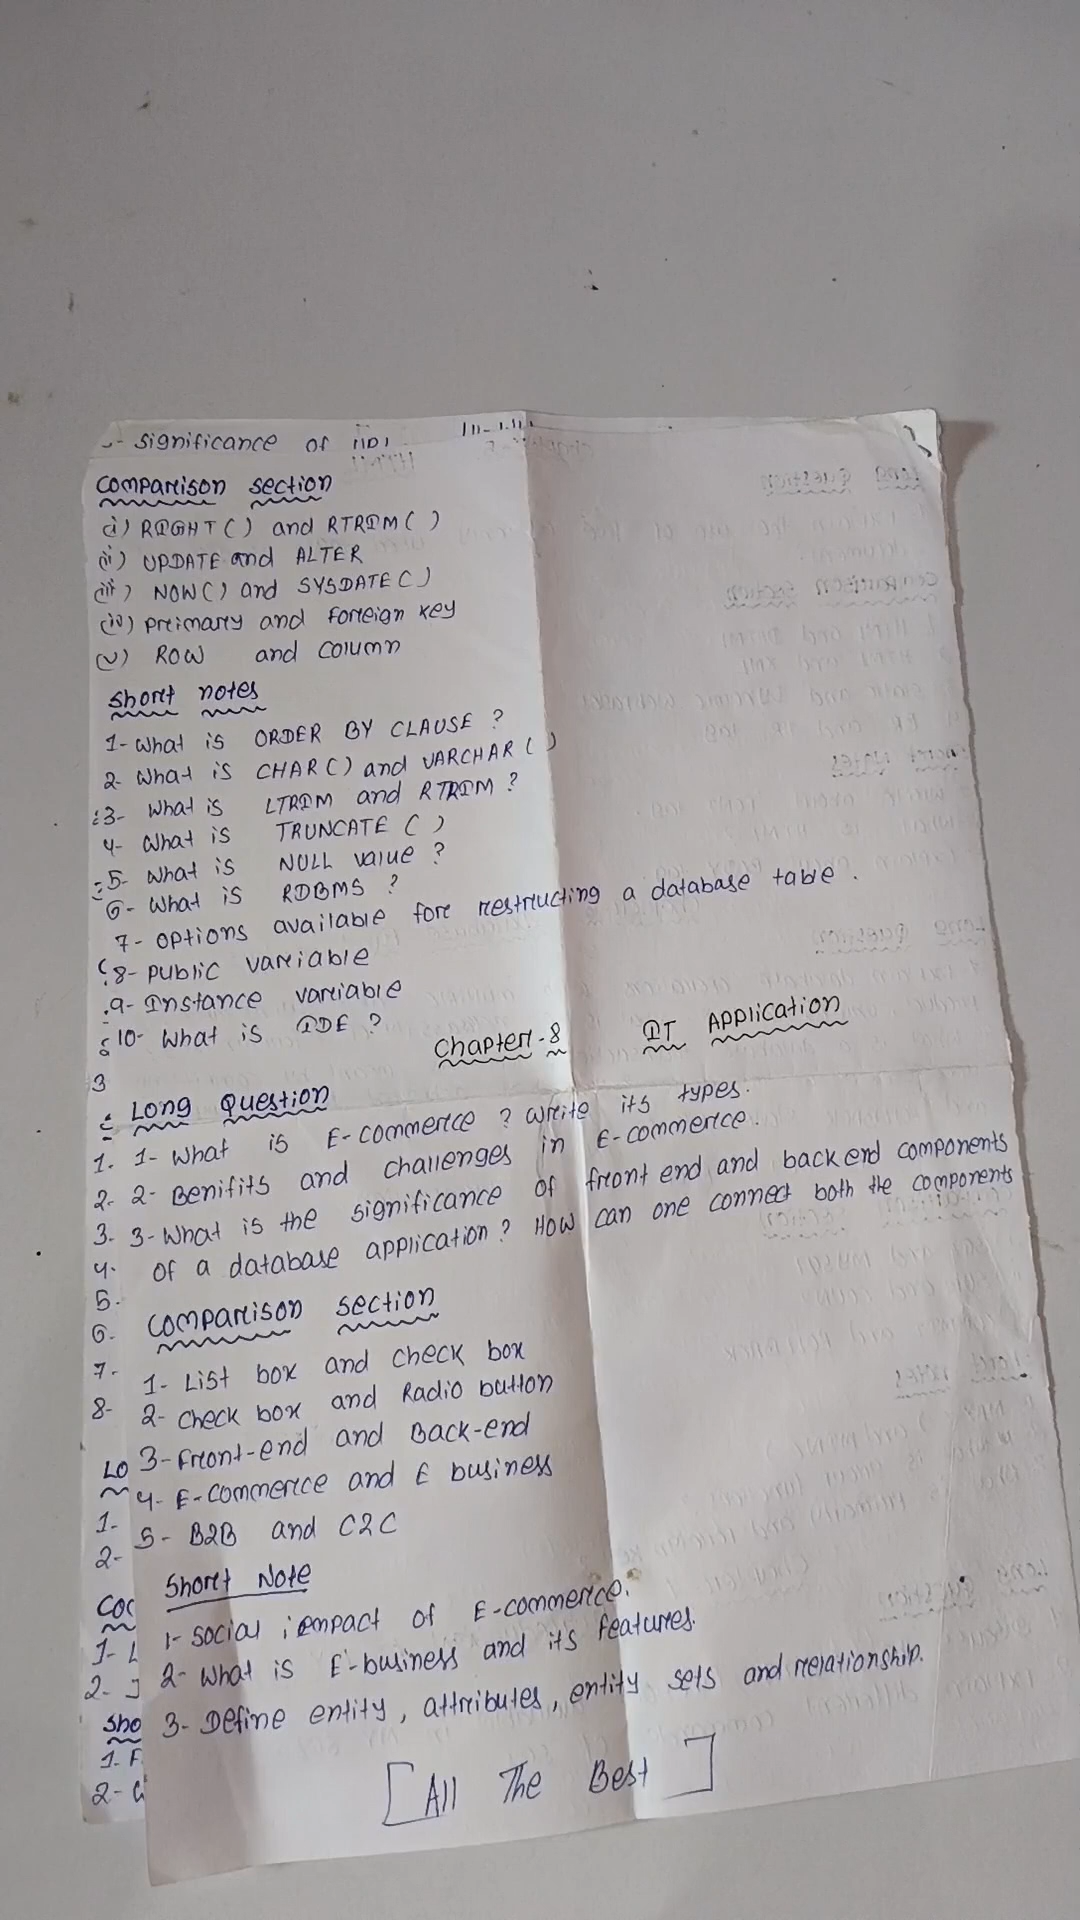 significance of
Comparison section
(i) RIGHT() and RTRIM()
(ii) UPDATE and ALTER
(iii) NOW() and SYSDATE()
(iv) Primary and foreign key
(v) ROW and column
short notes
1- What is ORDER BY CLAUSE ?
2- What is CHAR() and VARCHAR()
3- What is LTRIM and RTRIM ?
4- What is TRUNCATE ()
5- What is NULL value ?
6- What is RDBMS ?
7- options available for restructing a database table.
8- public variable
9- Instance variable
10- What is IDE ?
Chapter-8 IT Application
3
Long Question
1. 1- What is E-commerce ? Write its types.
2. 2- Benifits and challenges in E-commerce.
3. 3- What is the significance of front end and back end components
4. of a database application ? How can one connect both the components
5.
6. Comparison section
7- 1- List box and check box
8- 2- check box and Radio button
LO 3- Front-end and Back-end
4- E-commerce and E business
1- 5- B2B and C2C
2-
Short Note
1- social iempact of E-commerce.
1- L
2- What is E-business and its features.
2- I
3- Define entity, attributes, entity sets and relationship.
Sho
1- F
2-
[All The Best]